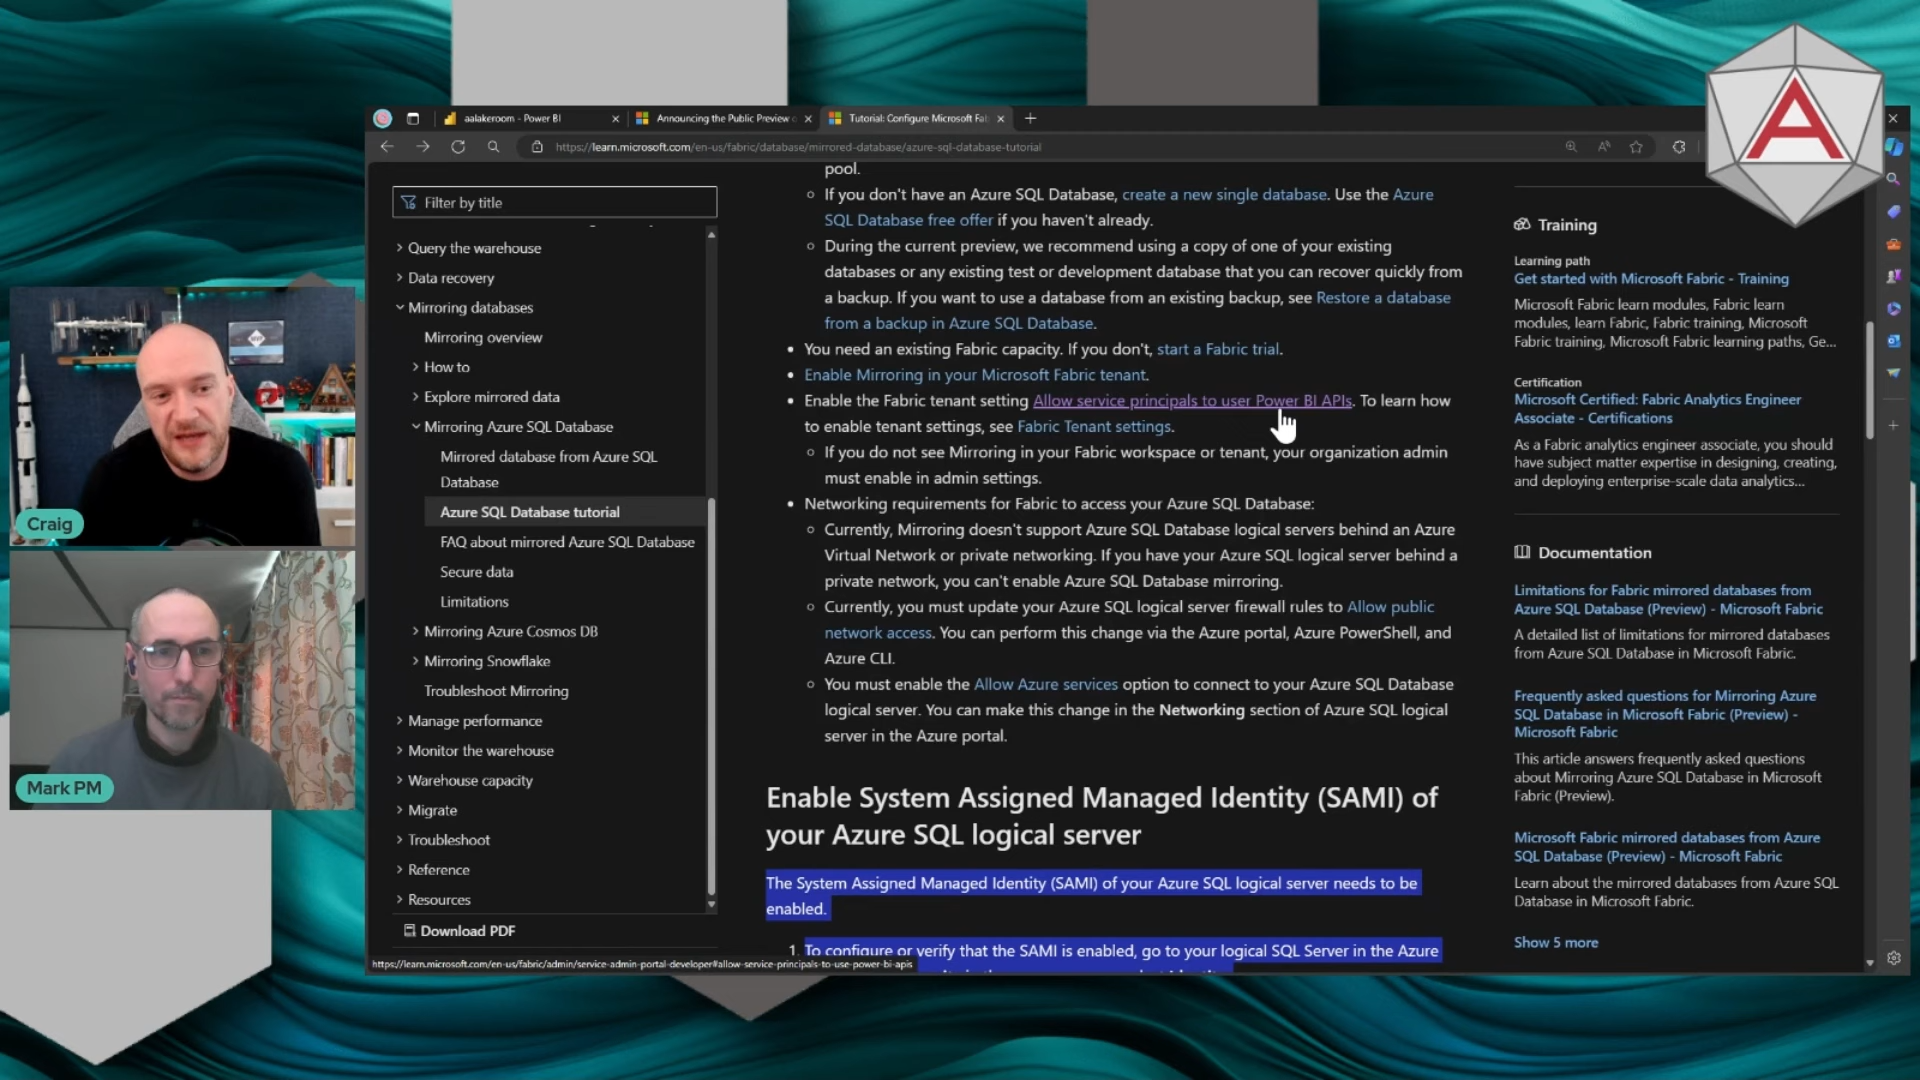 aalakeroom - Power BI
Announcing the Public Preview
Tutorial: Configure Microsoft Fab
https://learn.microsoft.com/en-us/fabric/database/mirrored-database/azure-sql-database-tutorial
Filter by title
Query the warehouse
Data recovery
Mirroring databases
Mirroring overview
How to
Explore mirrored data
Mirroring Azure SQL Database
Mirrored database from Azure SQL
Database
Azure SQL Database tutorial
FAQ about mirrored Azure SQL Database
Secure data
Limitations
Mirroring Azure Cosmos DB
Mirroring Snowflake
Troubleshoot Mirroring
Manage performance
Monitor the warehouse
Warehouse capacity
Migrate
Troubleshoot
Reference
Resources
Download PDF
https://learn.microsoft.com/en-us/fabric/admin/service-admin-portal-developer#allow-service-principals-to-use-power-bi-apis
pool.
If you don't have an Azure SQL Database, create a new single database. Use the Azure
SQL Database free offer if you haven't already.
During the current preview, we recommend using a copy of one of your existing
databases or any existing test or development database that you can recover quickly from
a backup. If you want to use a database from an existing backup, see Restore a database
from a backup in Azure SQL Database.
You need an existing Fabric capacity. If you don't, start a Fabric trial.
Enable Mirroring in your Microsoft Fabric tenant.
Enable the Fabric tenant setting Allow service principals to user Power BI APIs. To learn how
to enable tenant settings, see Fabric Tenant settings.
If you do not see Mirroring in your Fabric workspace or tenant, your organization admin
must enable in admin settings.
Networking requirements for Fabric to access your Azure SQL Database:
Currently, Mirroring doesn't support Azure SQL Database logical servers behind an Azure
Virtual Network or private networking. If you have your Azure SQL logical server behind a
private network, you can't enable Azure SQL Database mirroring.
Currently, you must update your Azure SQL logical server firewall rules to Allow public
network access. You can perform this change via the Azure portal, Azure PowerShell, and
Azure CLI.
You must enable the Allow Azure services option to connect to your Azure SQL Database
logical server. You can make this change in the Networking section of Azure SQL logical
server in the Azure portal.
Enable System Assigned Managed Identity (SAMI) of
your Azure SQL logical server
The System Assigned Managed Identity (SAMI) of your Azure SQL logical server needs to be
enabled.
1. To configure or verify that the SAMI is enabled, go to your logical SQL Server in the Azure
Training
Learning path
Get started with Microsoft Fabric - Training
Microsoft Fabric learn modules, Fabric learn
modules, learn Fabric, Fabric training, Microsoft
Fabric training, Microsoft Fabric learning paths, Ge...
Certification
Microsoft Certified: Fabric Analytics Engineer
Associate - Certifications
As a Fabric analytics engineer associate, you should
have subject matter expertise in designing, creating,
and deploying enterprise-scale data analytics...
Documentation
Limitations for Fabric mirrored databases from
Azure SQL Database (Preview) - Microsoft Fabric
A detailed list of limitations for mirrored databases
from Azure SQL Database in Microsoft Fabric.
Frequently asked questions for Mirroring Azure
SQL Database in Microsoft Fabric (Preview) -
Microsoft Fabric
This article answers frequently asked questions
about Mirroring Azure SQL Database in Microsoft
Fabric (Preview).
Microsoft Fabric mirrored databases from Azure
SQL Database (Preview) - Microsoft Fabric
Learn about the mirrored databases from Azure SQL
Database in Microsoft Fabric.
Show 5 more
Craig
Mark PM
A